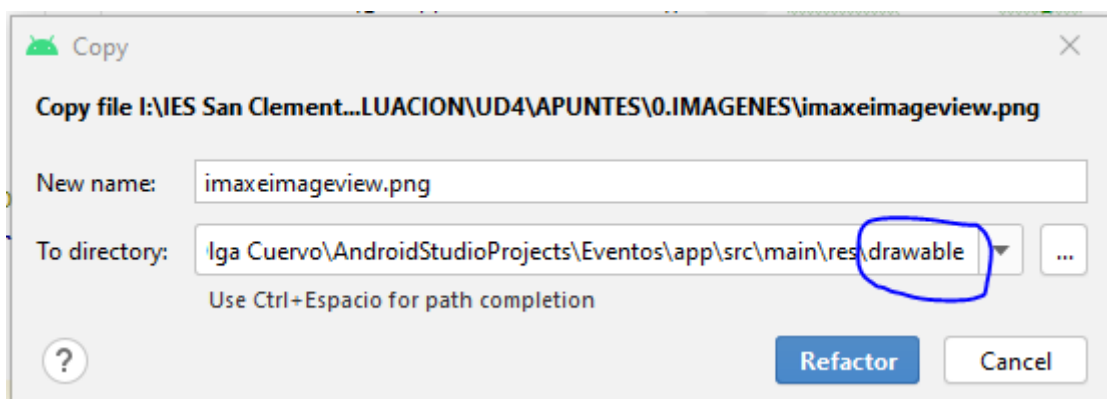 Copy
Copy file I:\IES San Clement...LUACION\UD4\APUNTES\0.IMAGENES\imaxeimageview.png
New name: imaxeimageview.png
To directory: lga Cuervo\AndroidStudioProjects\Eventos\app\src\main\res\drawable ...
Use Ctrl+Espacio for path completion
? Refactor Cancel